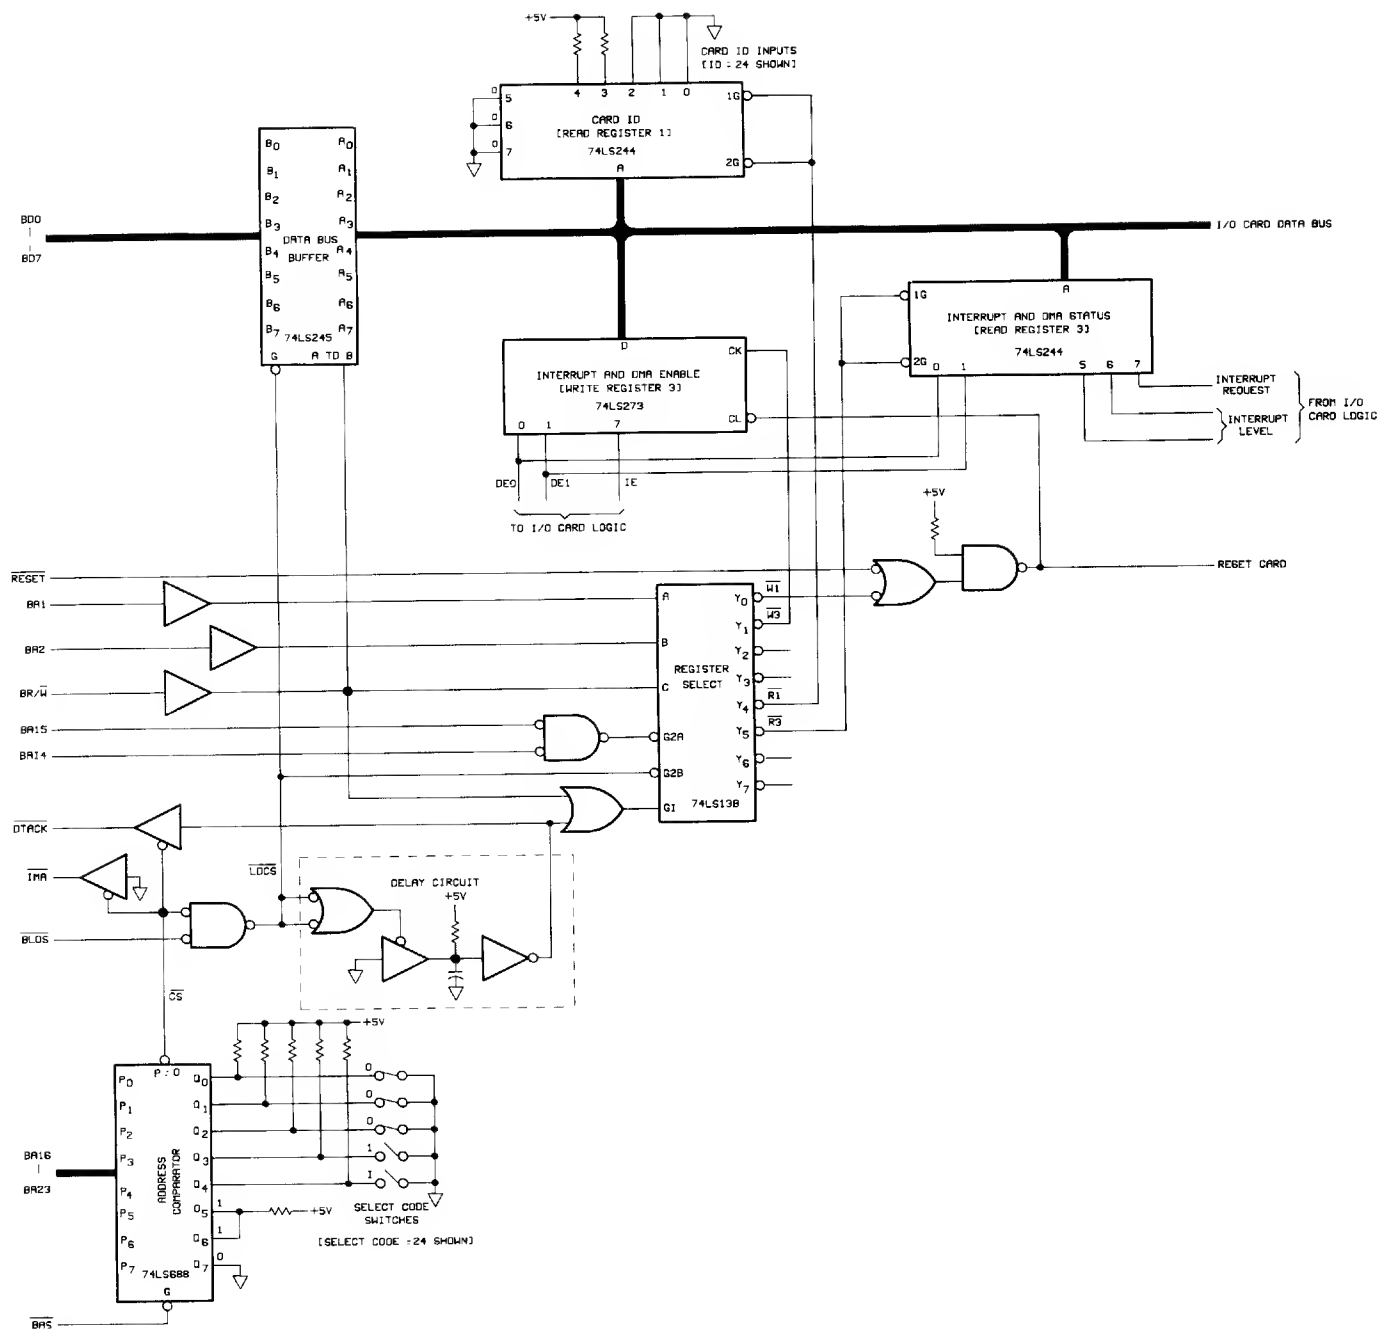 +5V
CARD ID INPUTS
[ID = 24 SHOWN]
4 3 2 1 0
0 5
0 6
0 7
1G
2G
CARD ID
[READ REGISTER 1]
74LS244
A
B0 A0
B1 A1
B2 A2
B3 A3
B4 A4
B5 A5
B6 A6
B7 A7
DATA BUS
BUFFER
74LS245
G A TO B
BD0
BD7
I/O CARD DATA BUS
A
1G
2G
INTERRUPT AND DMA STATUS
[READ REGISTER 3]
74LS244
0 1 5 6 7
INTERRUPT
REQUEST
INTERRUPT
LEVEL
FROM I/O
CARD LOGIC
D
CK
INTERRUPT AND DMA ENABLE
[WRITE REGISTER 3]
74LS273
CL
0 1 7
DE0 DE1 IE
TO I/O CARD LOGIC
+5V
RESET
RESET CARD
BA1
BA2
BR/W
BA15
BA14
A
B
C
G2A
G2B
G1
REGISTER
SELECT
74LS138
Y0 W1
Y1 W3
Y2
Y3
Y4 R1
Y5 R3
Y6
Y7
DTACK
IMA
BLDS
LDCS
DELAY CIRCUIT
+5V
CS
+5V
P=Q
P0 Q0 0
P1 Q1 0
P2 Q2 0
P3 Q3 1
P4 Q4 1
P5 Q5 1
P6 Q6 1
P7 Q7 0
ADDRESS
COMPARATOR
74LS688
G
+5V
SELECT CODE
SWITCHES
[SELECT CODE =24 SHOWN]
BA16
BA23
BAS